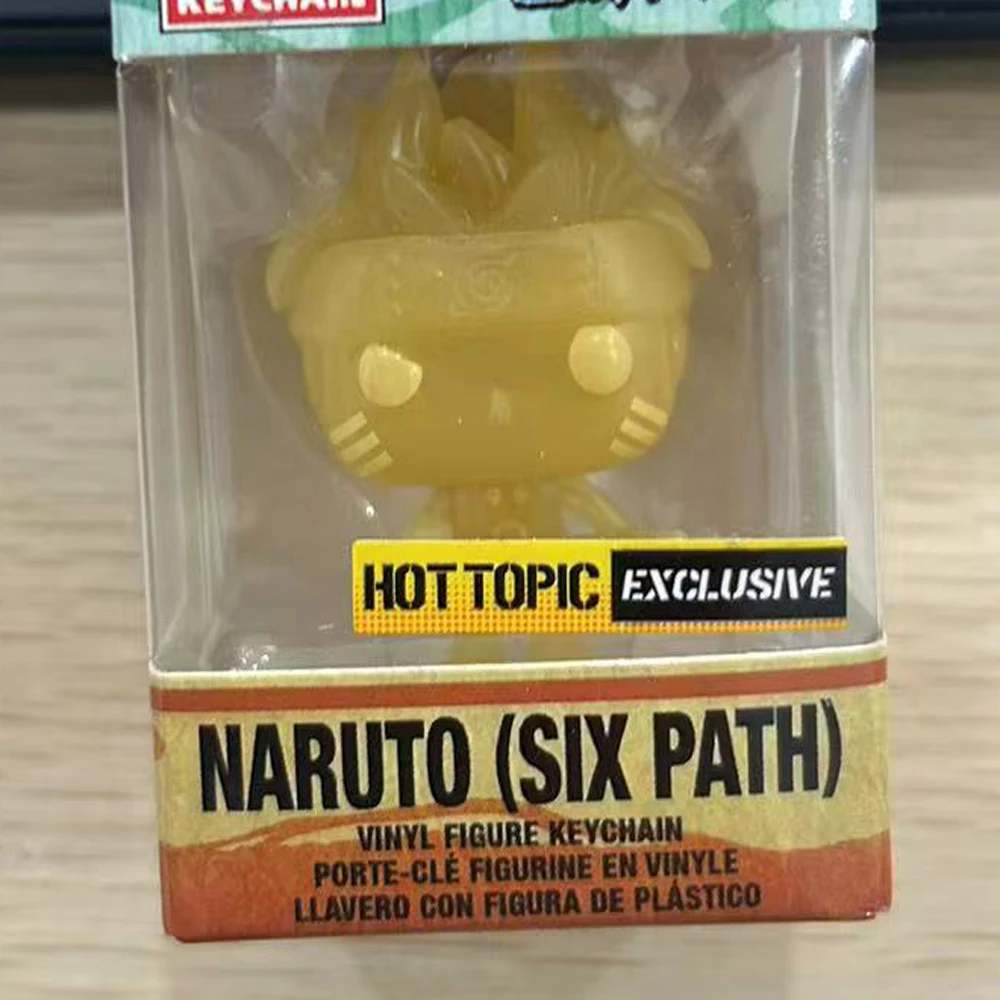 KEYCHAIN
HOT TOPIC EXCLUSIVE
NARUTO (SIX PATH)
VINYL FIGURE KEYCHAIN
PORTE-CLÉ FIGURINE EN VINYLE
LLAVERO CON FIGURA DE PLÁSTICO